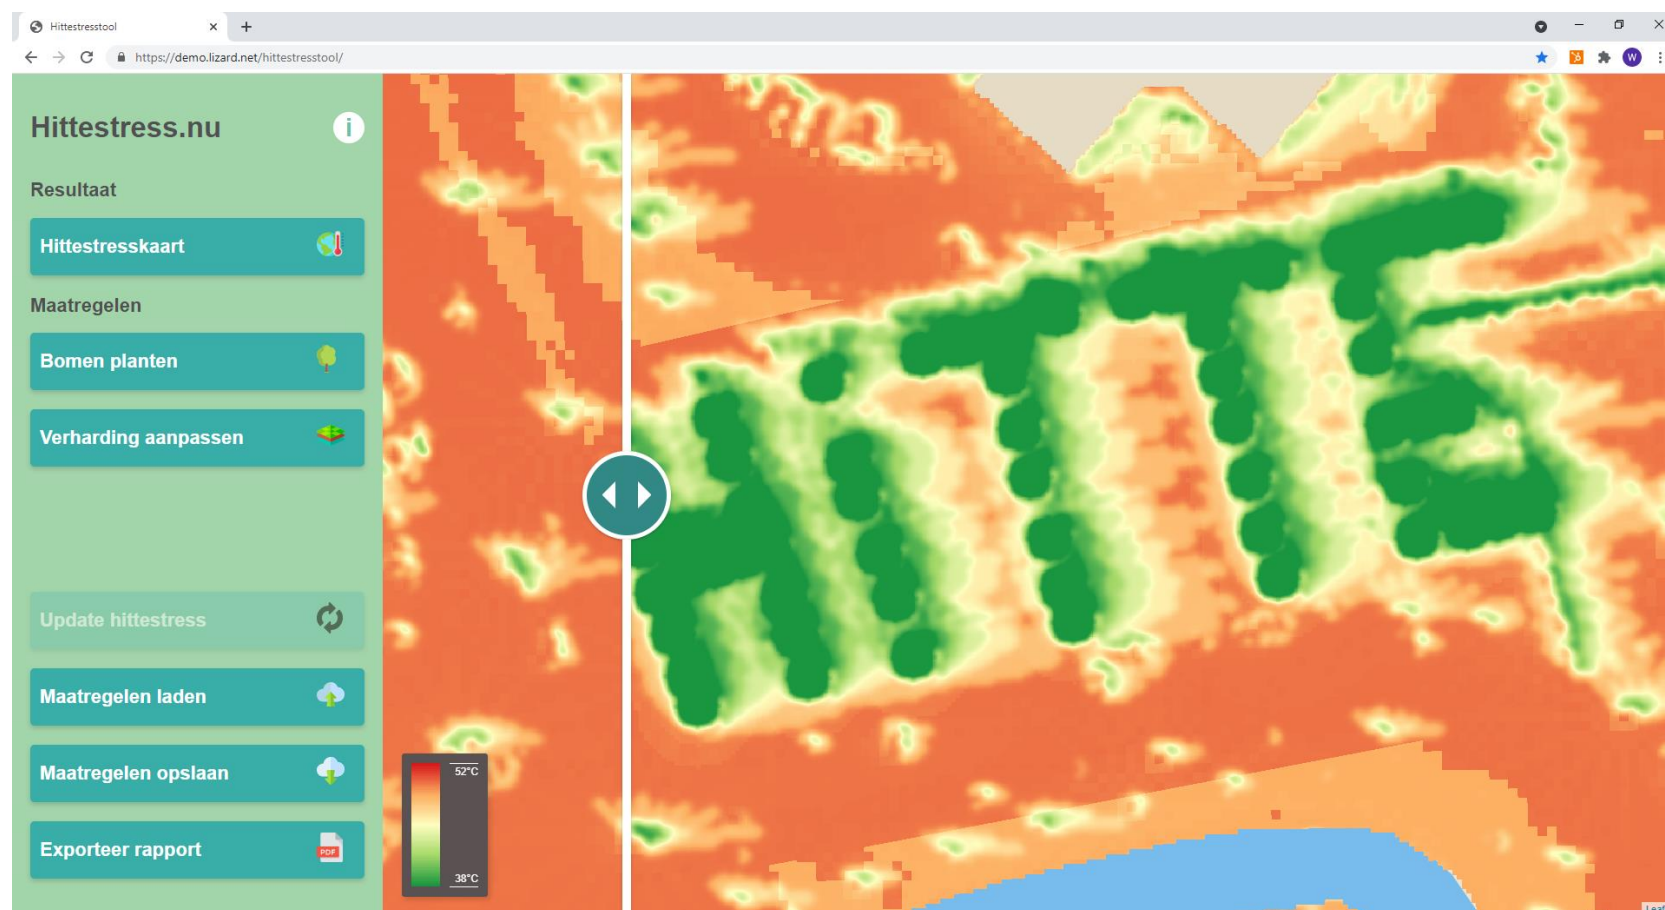 Hittestresstool
https://demo.lizard.net/hittestresstool/
W
Hittestress.nu
i
Resultaat
Hittestresskaart
Maatregelen
Bomen planten
Verharding aanpassen
Update hittestress
Maatregelen laden
Maatregelen opslaan
Exporteer rapport
PDF
52°C
38°C